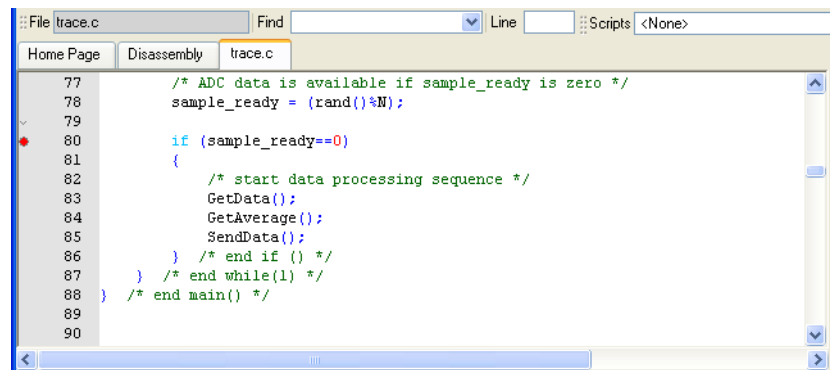 File trace.c Find Line Scripts <None>
Home Page Disassembly trace.c
77 /* ADC data is available if sample_ready is zero */
78 sample_ready = (rand()%N);
79
80 if (sample_ready==0)
81 {
82 /* start data processing sequence */
83 GetData();
84 GetAverage();
85 SendData();
86 } /* end if () */
87 } /* end while(1) */
88 } /* end main() */
89
90